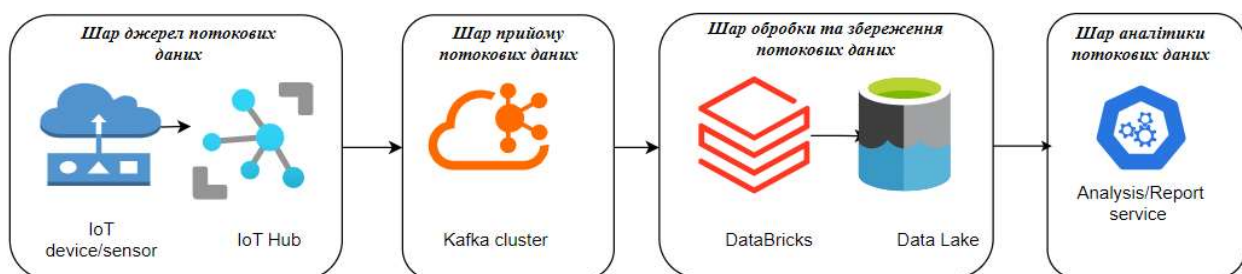 Шар джерел потокових
даних
IoT
device/sensor
IoT Hub
Шар прийому
потокових даних
Kafka cluster
Шар обробки та збереження
потокових даних
DataBricks
Data Lake
Шар аналітики
потокових даних
Analysis/Report
service